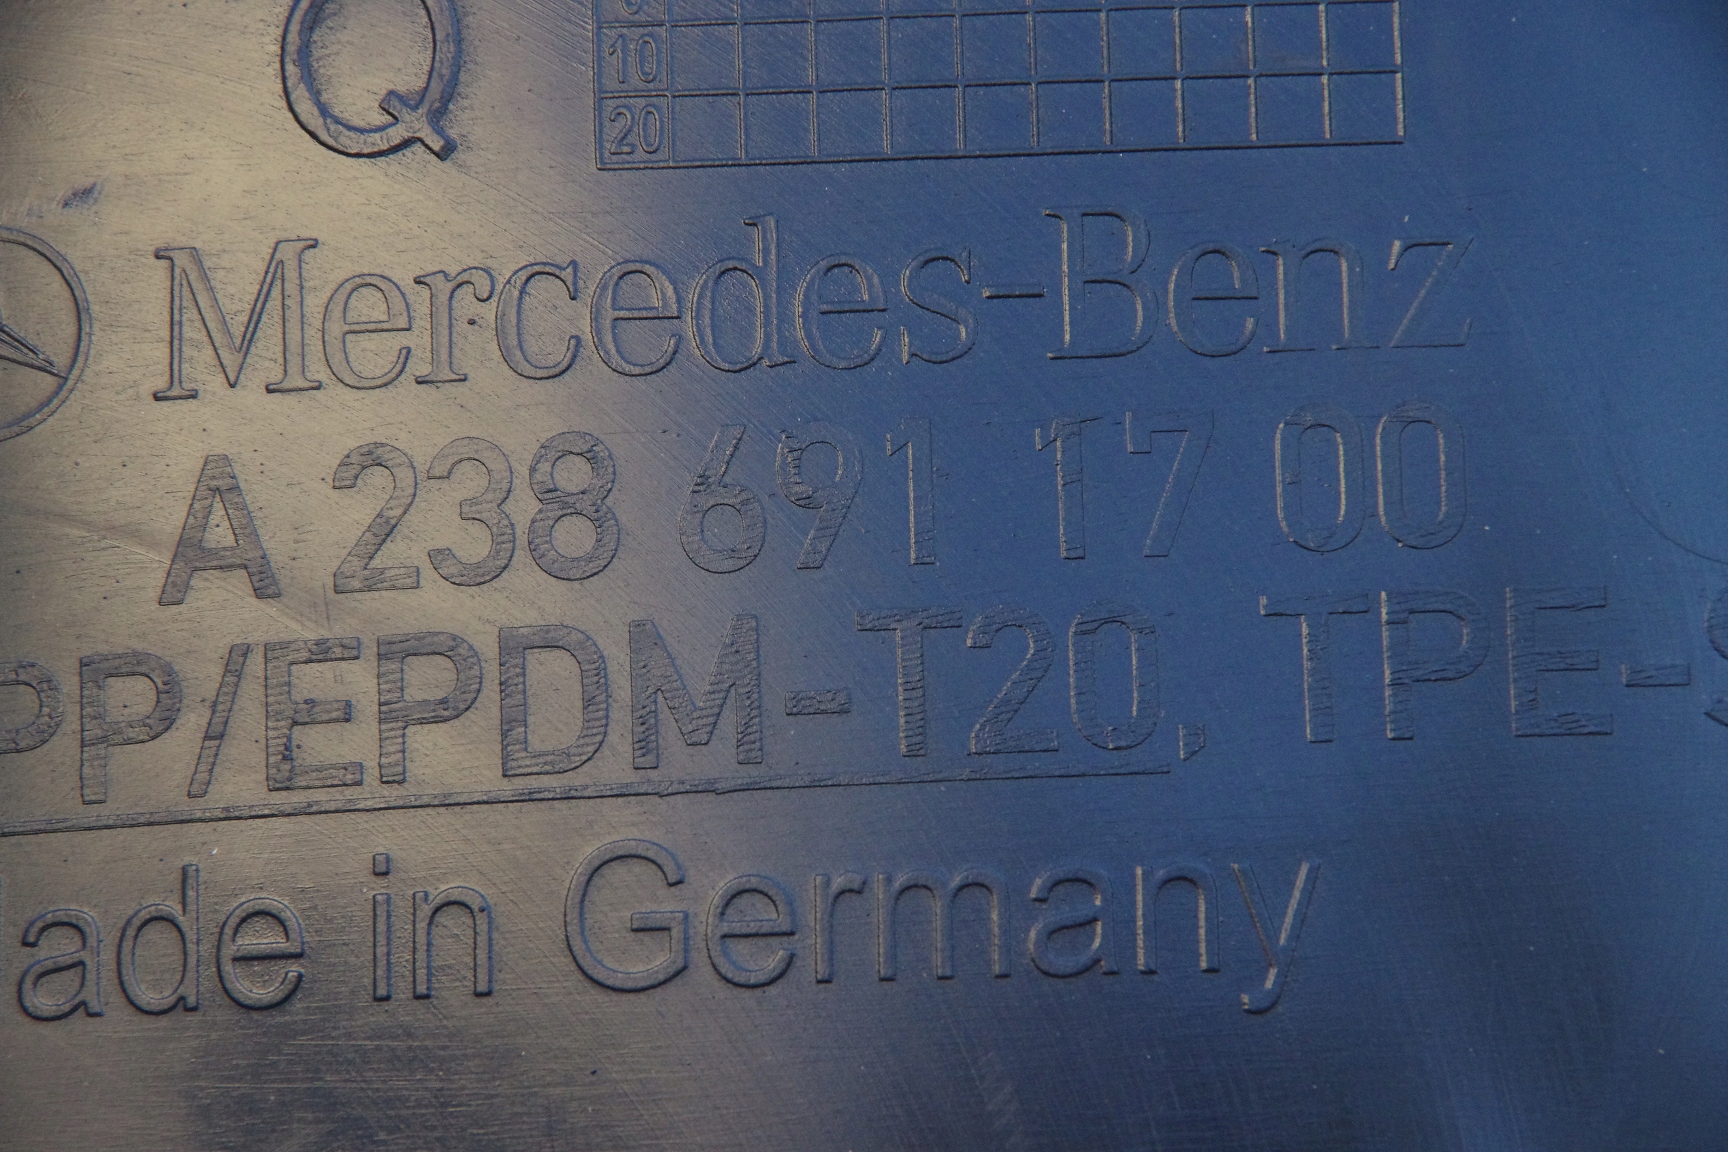 Q
10
20
Mercedes-Benz
A 238 691 17 00
PP/EPDM-T20, TPE-S
ade in Germany